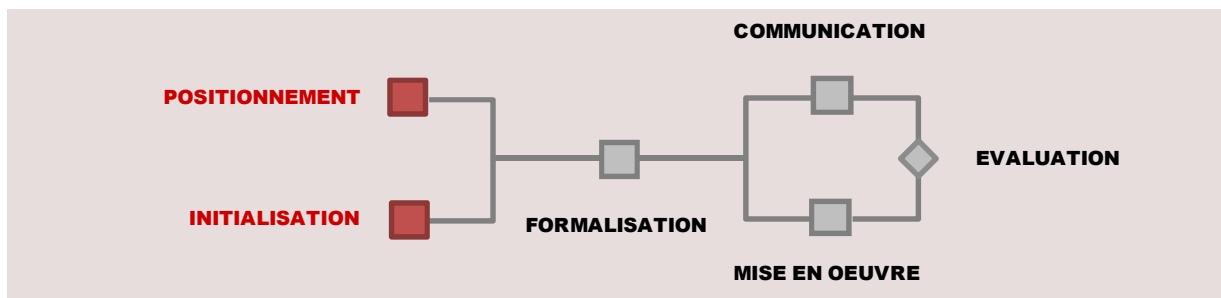 COMMUNICATION
POSITIONNEMENT
EVALUATION
INITIALISATION
FORMALISATION
MISE EN OEUVRE